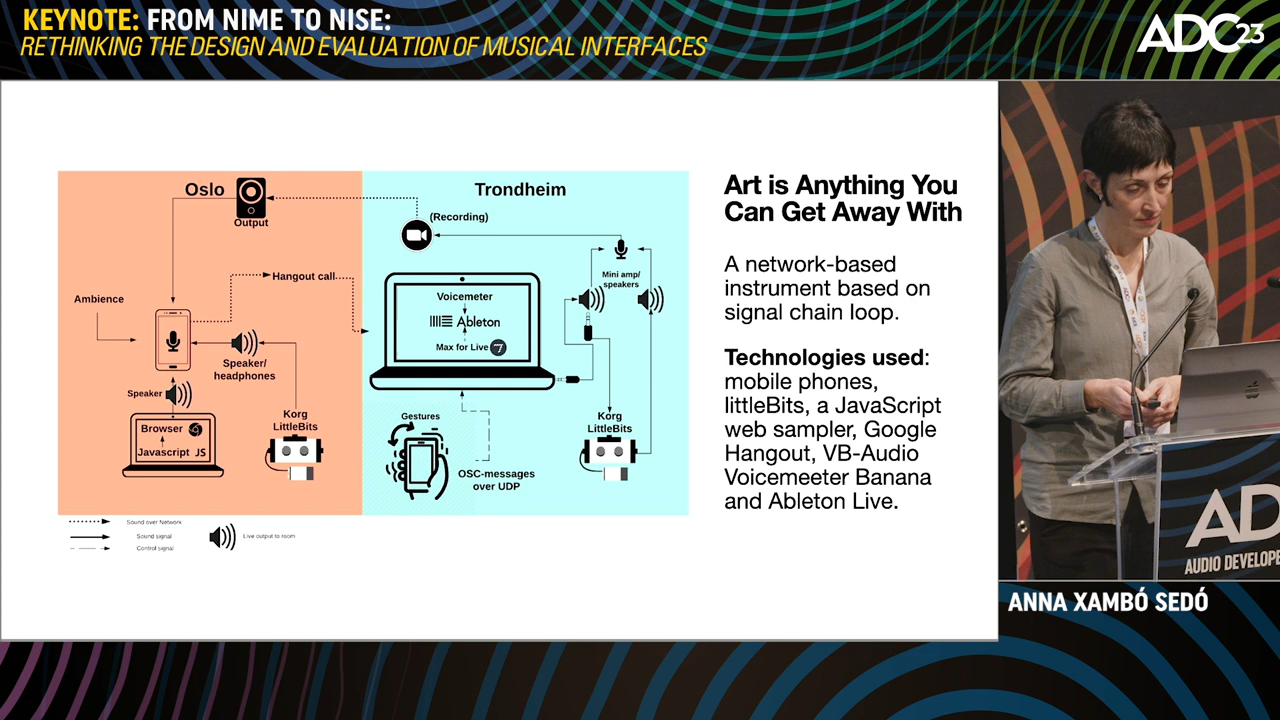 KEYNOTE: FROM NIME TO NISE:
RETHINKING THE DESIGN AND EVALUATION OF MUSICAL INTERFACES
ADC23
Oslo
Output
Trondheim
(Recording)
Hangout call
Ambience
Mini amp/
speakers
Voicemeter
Ableton
Max for Live 7
Speaker/
headphones
Speaker
Browser
Javascript JS
Korg
LittleBits
Gestures
OSC-messages
over UDP
Korg
LittleBits
Sound over Network
Sound signal
Control signal
Live output to room
Art is Anything You
Can Get Away With
A network-based
instrument based on
signal chain loop.
Technologies used:
mobile phones,
littleBits, a JavaScript
web sampler, Google
Hangout, VB-Audio
Voicemeeter Banana
and Ableton Live.
AD
AUDIO DEVELOPE
ANNA XAMBÓ SEDÓ